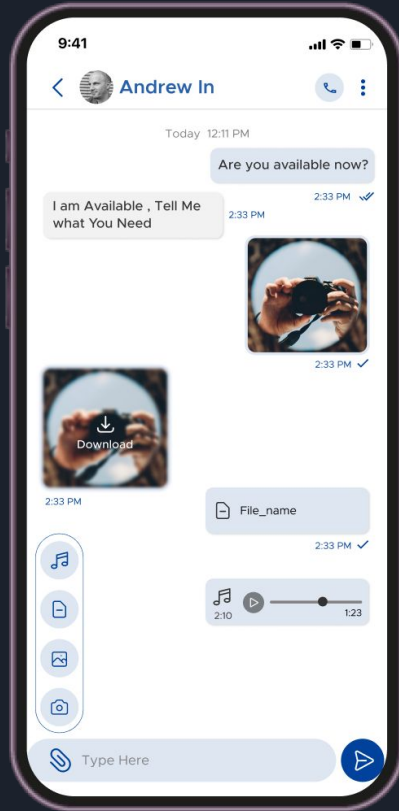 9:41
Andrew In
Today 12:11 PM
Are you available now?
2:33 PM
I am Available , Tell Me
what You Need
2:33 PM
2:33 PM
Download
2:33 PM
File_name
2:33 PM
2:10
1:23
Type Here